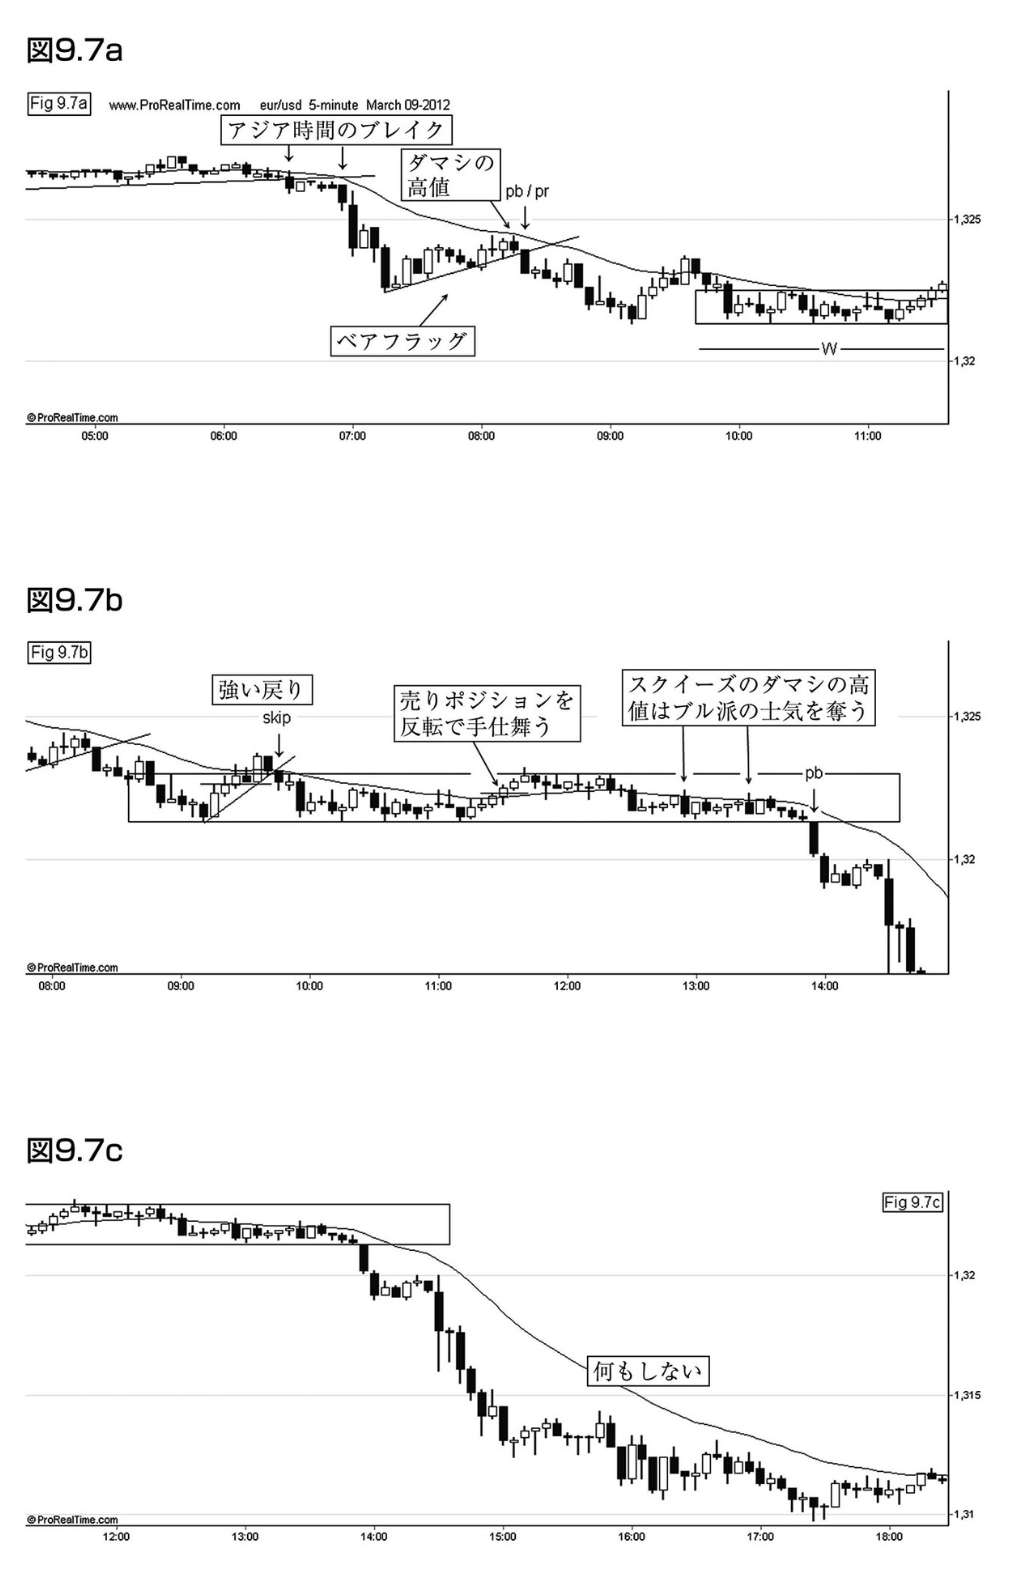 図9.7a
Fig 9.7a www.ProRealTime.com eur/usd 5-minute March 09-2012
アジア時間のブレイク
ダマシの
高値
pb / pr
1,325
ベアフラッグ
W
1,32
©ProRealTime.com
05:00 06:00 07:00 08:00 09:00 10:00 11:00
図9.7b
Fig 9.7b
強い戻り
skip
売りポジションを
反転で手仕舞う
スクイーズのダマシの高
値はブル派の士気を奪う
1,325
pb
1,32
©ProRealTime.com
08:00 09:00 10:00 11:00 12:00 13:00 14:00
図9.7c
Fig 9.7c
1,32
何もしない
1,315
1,31
©ProRealTime.com
12:00 13:00 14:00 15:00 16:00 17:00 18:00